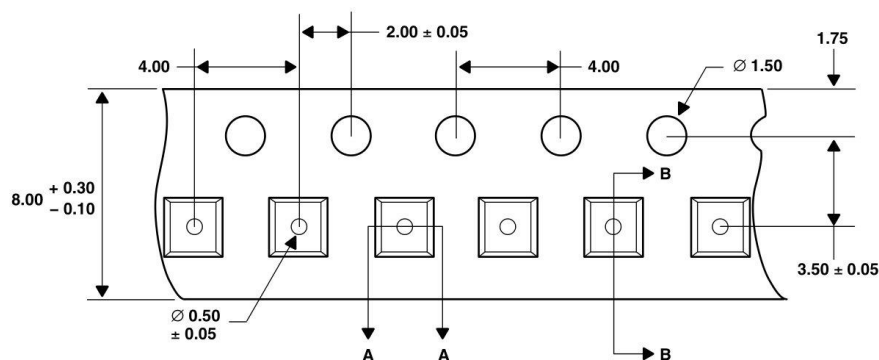 2.00 ± 0.05
1.75
4.00
4.00
Ø 1.50
B
8.00 + 0.30
− 0.10
3.50 ± 0.05
Ø 0.50
± 0.05
A
A
B